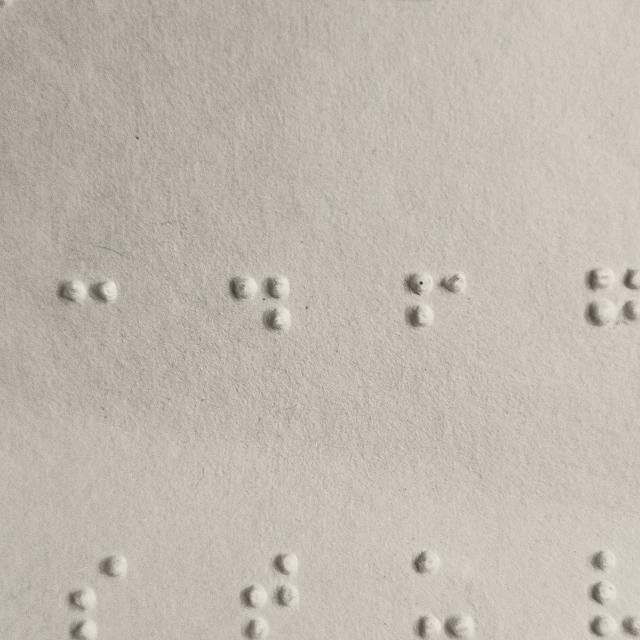 ⠉ ⠙ ⠋ ⠛
⠎ ⠞ ⠥ ⠧